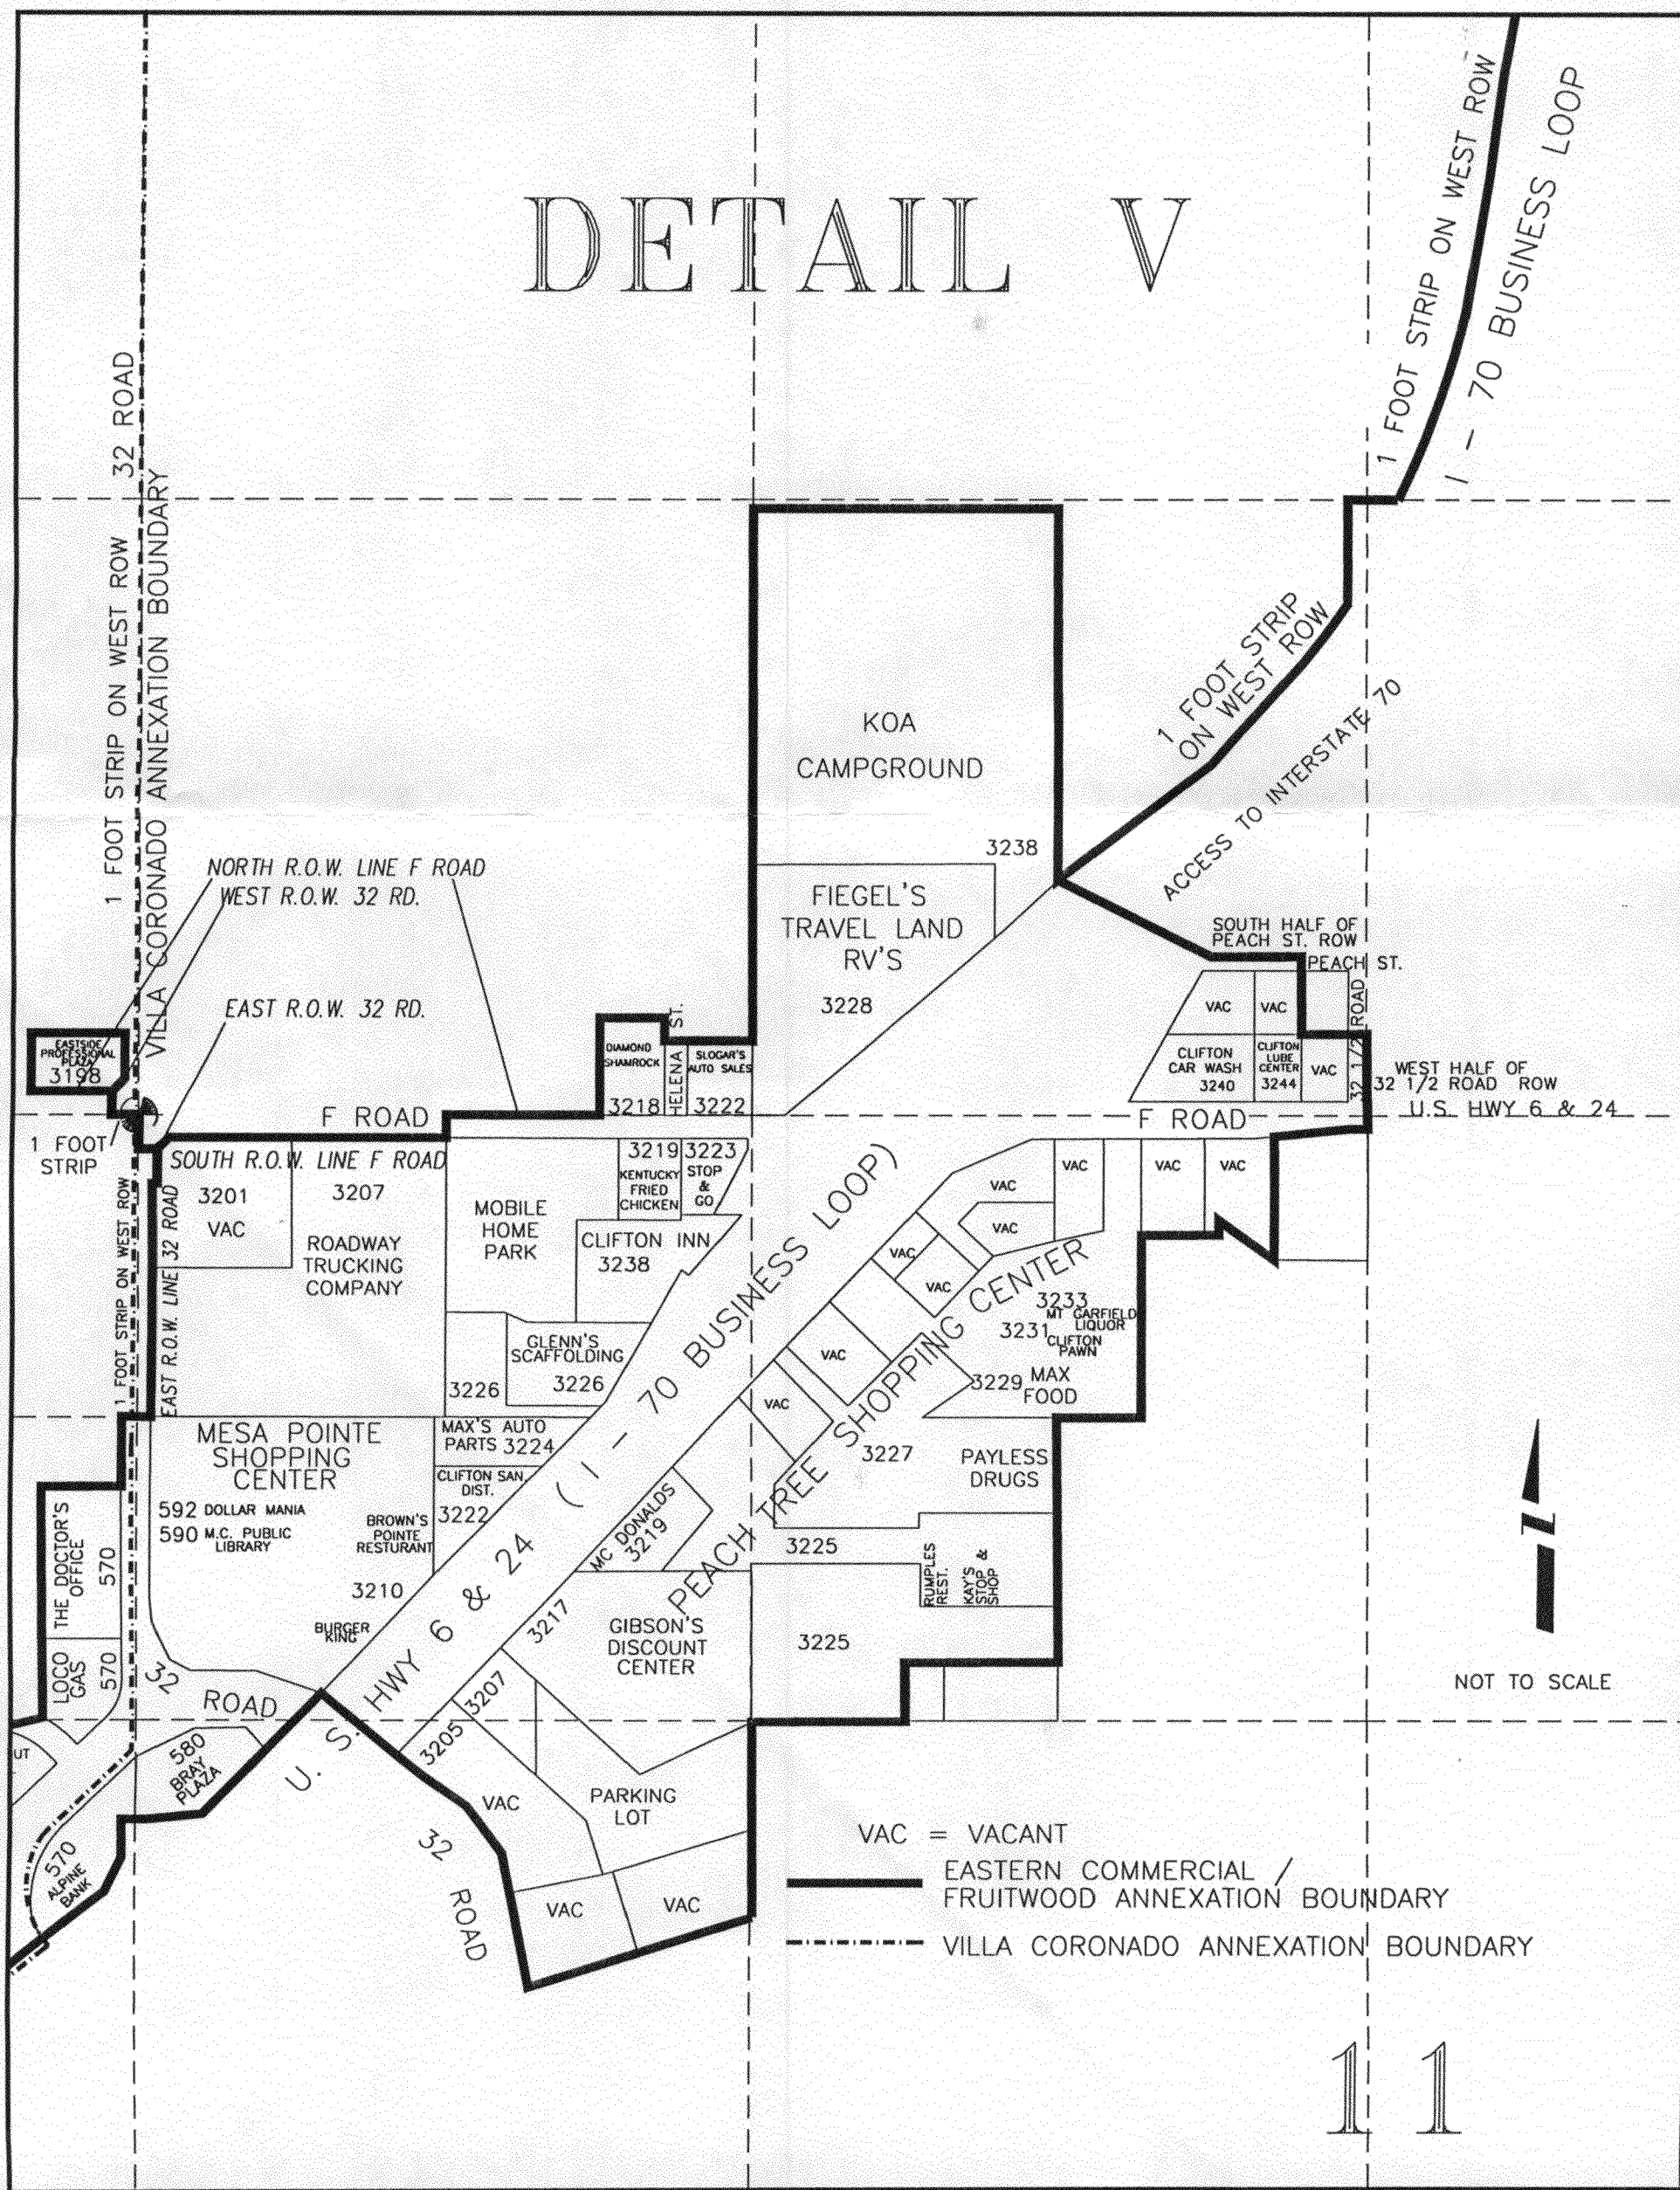 DETAIL V
1 FOOT STRIP ON WEST ROW
I - 70 BUSINESS LOOP
1 FOOT STRIP ON WEST ROW 32 ROAD
VILLA CORONADO ANNEXATION BOUNDARY
1 FOOT STRIP
ON WEST ROW
ACCESS TO INTERSTATE 70
KOA
CAMPGROUND
3238
NORTH R.O.W. LINE F ROAD
WEST R.O.W. 32 RD.
EAST R.O.W. 32 RD.
FIEGEL'S
TRAVEL LAND
RV'S
3228
SOUTH HALF OF
PEACH ST. ROW
PEACH ST.
32 1/2 ROAD
VAC
VAC
CLIFTON
CAR WASH
3240
CLIFTON
LUBE
CENTER
3244
VAC
WEST HALF OF
32 1/2 ROAD ROW
U.S. HWY 6 & 24
EASTSIDE
PROFESSIONAL
PLAZA
3198
DIAMOND
SHAMROCK
3218
HELENA ST.
SLOGAR'S
AUTO SALES
3222
F ROAD
F ROAD
1 FOOT
STRIP
SOUTH R.O.W. LINE F ROAD
1 FOOT STRIP ON WEST ROW
EAST R.O.W. LINE 32 ROAD
3201
VAC
3207
ROADWAY
TRUCKING
COMPANY
MOBILE
HOME
PARK
3219
KENTUCKY
FRIED
CHICKEN
3223
STOP
&
GO
CLIFTON INN
3238
GLENN'S
SCAFFOLDING
3226
3226
VAC
VAC
VAC
VAC
VAC
VAC
VAC
VAC
VAC
U. S. HWY 6 & 24 ( I - 70 BUSINESS LOOP)
PEACH TREE SHOPPING CENTER
3233
MT GARFIELD
LIQUOR
3231
CLIFTON
PAWN
3229
MAX
FOOD
3227
PAYLESS
DRUGS
MESA POINTE
SHOPPING
CENTER
592 DOLLAR MANIA
590 M.C. PUBLIC
LIBRARY
MAX'S AUTO
PARTS 3224
CLIFTON SAN.
DIST.
3222
BROWN'S
POINTE
RESTURANT
3210
BURGER
KING
MC DONALDS
3219
3225
RUMPLES
REST.
KAY'S
STOP &
SHOP
3225
3217
GIBSON'S
DISCOUNT
CENTER
THE DOCTOR'S
OFFICE
570
LOCO
GAS
570
32 ROAD
3207
3205
NOT TO SCALE
UT
580
BRAY
PLAZA
570
ALPINE
BANK
VAC
PARKING
LOT
32 ROAD
VAC
VAC
VAC = VACANT
EASTERN COMMERCIAL /
FRUITWOOD ANNEXATION BOUNDARY
VILLA CORONADO ANNEXATION BOUNDARY
11